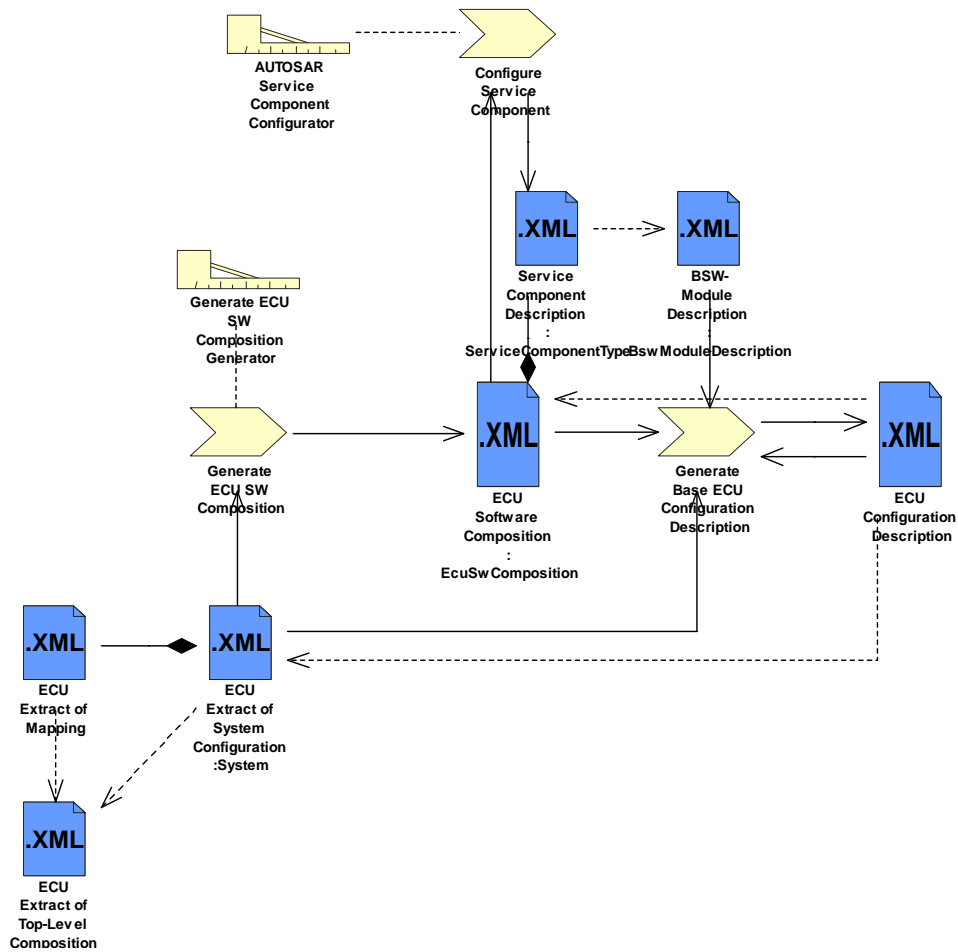 AUTOSAR
Service
Component
Configurator
Configure
Service
Component
.XML
Service
Component
Description
:
ServiceComponentType
.XML
BSW-
Module
Description
:
BswModuleDescription
Generate ECU
SW
Composition
Generator
Generate
ECU SW
Composition
.XML
ECU
Software
Composition
:
EcuSwComposition
Generate
Base ECU
Configuration
Description
.XML
ECU
Configuration
Description
.XML
ECU
Extract of
Mapping
.XML
ECU
Extract of
System
Configuration
:System
.XML
ECU
Extract of
Top-Level
Composition